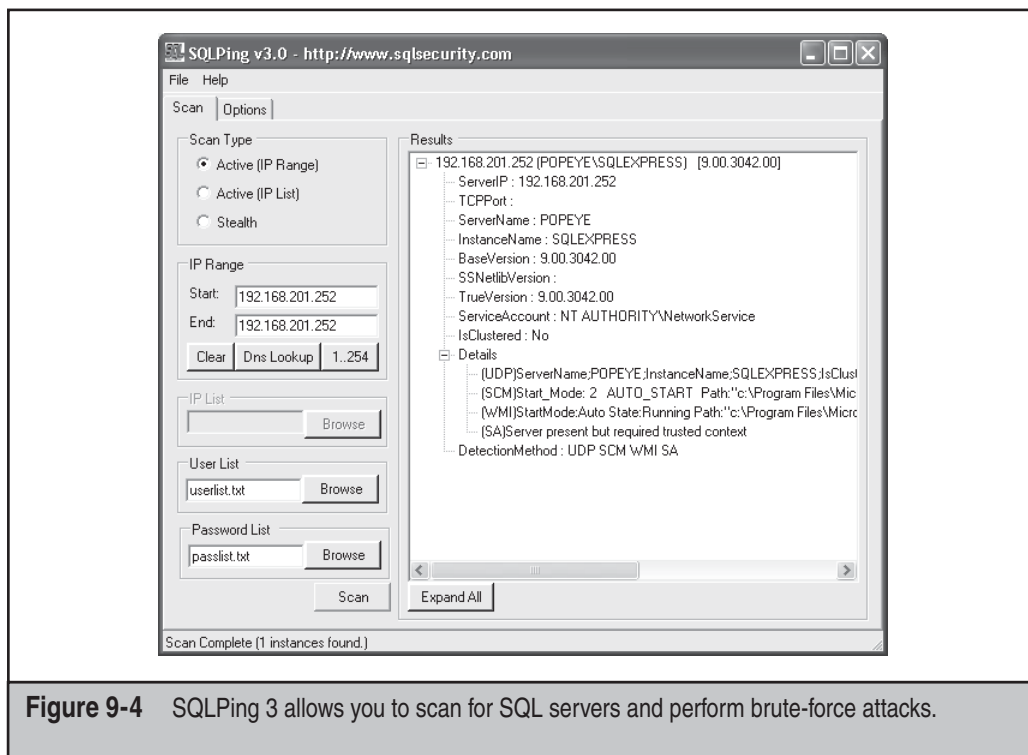 SQLPing v3.0 - http://www.sqlsecurity.com
File Help
Scan Options
Scan Type
Active (IP Range)
Active (IP List)
Stealth
IP Range
Start: 192.168.201.252
End: 192.168.201.252
Clear Dns Lookup 1..254
IP List
Browse
User List
userlist.txt Browse
Password List
passlist.txt Browse
Scan
Results
192.168.201.252 (POPEYE\SQLEXPRESS) [9.00.3042.00]
ServerIP : 192.168.201.252
TCPPort :
ServerName : POPEYE
InstanceName : SQLEXPRESS
BaseVersion : 9.00.3042.00
SSNetlibVersion :
TrueVersion : 9.00.3042.00
ServiceAccount : NT AUTHORITY\NetworkService
IsClustered : No
Details
(UDP)ServerName;POPEYE;InstanceName;SQLEXPRESS;IsClust
(SCM)Start_Mode: 2 AUTO_START Path:"c:\Program Files\Mic
(WMI)StartMode:Auto State:Running Path:"c:\Program Files\Micro
(SA)Server present but required trusted context
DetectionMethod : UDP SCM WMI SA
Expand All
Scan Complete (1 instances found.)
Figure 9-4 SQLPing 3 allows you to scan for SQL servers and perform brute-force attacks.